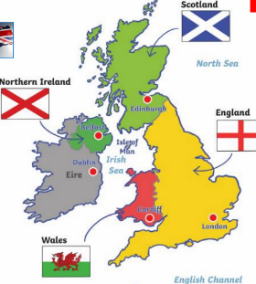 Scotland
North Sea
Northern Ireland
Edinburgh
England
Belfast
Isle of
Man
Dublin
Irish
Sea
Eire
Cardiff
London
Wales
English Channel